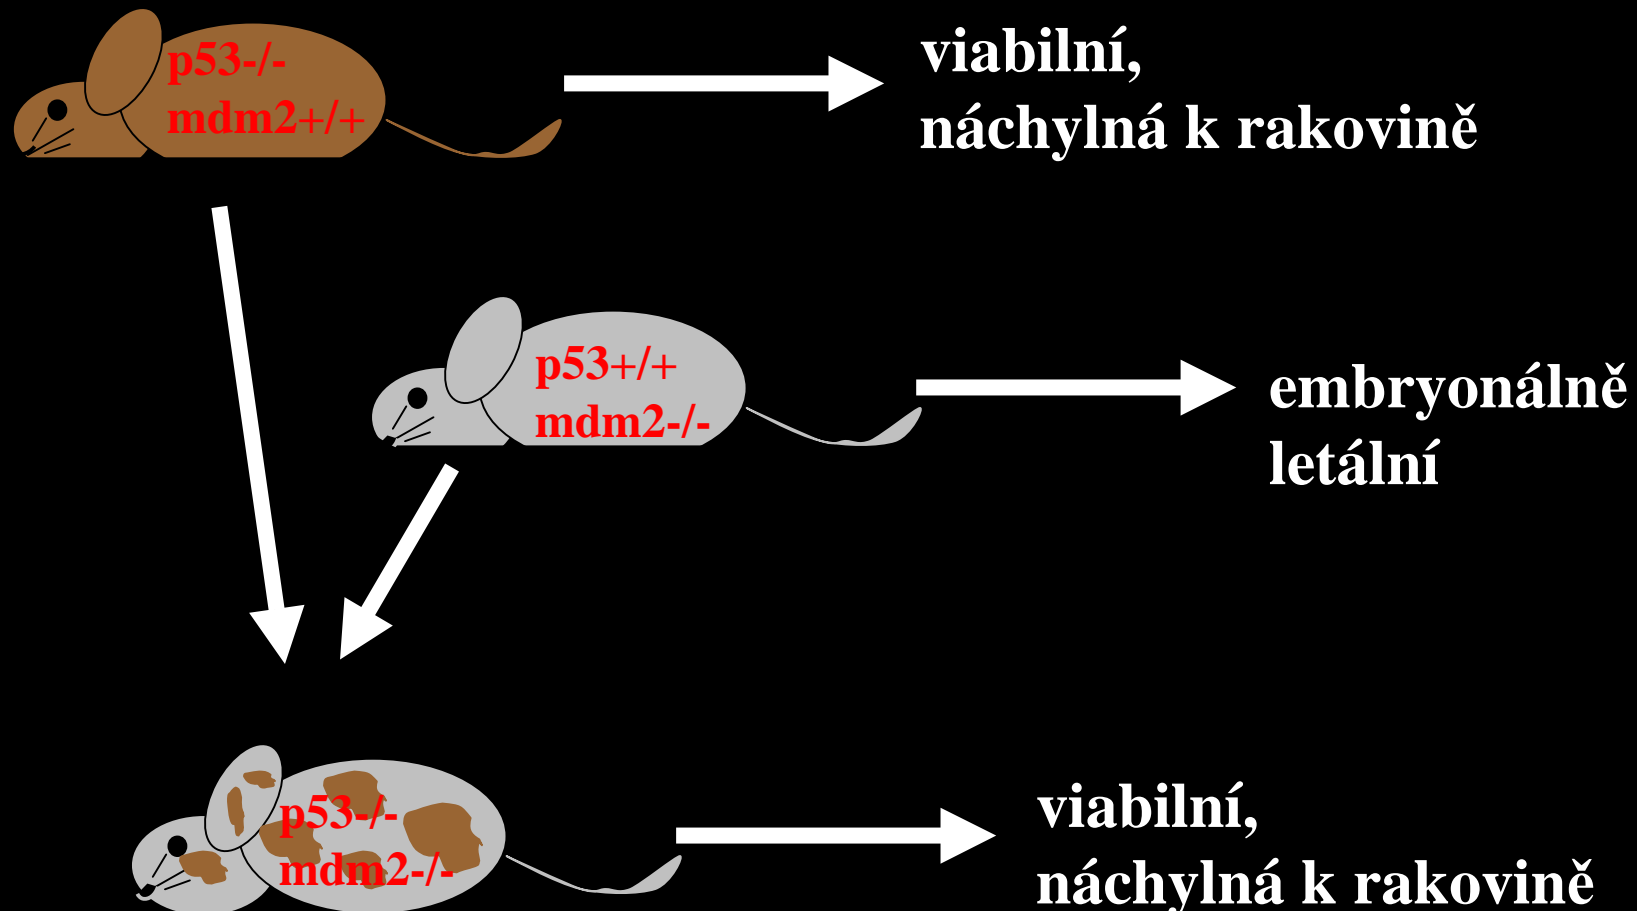 p53-/-
mdm2+/+
viabilní,
náchylná k rakovině
p53+/+
mdm2-/-
embryonálně
letální
p53-/-
mdm2-/-
viabilní,
náchylná k rakovině